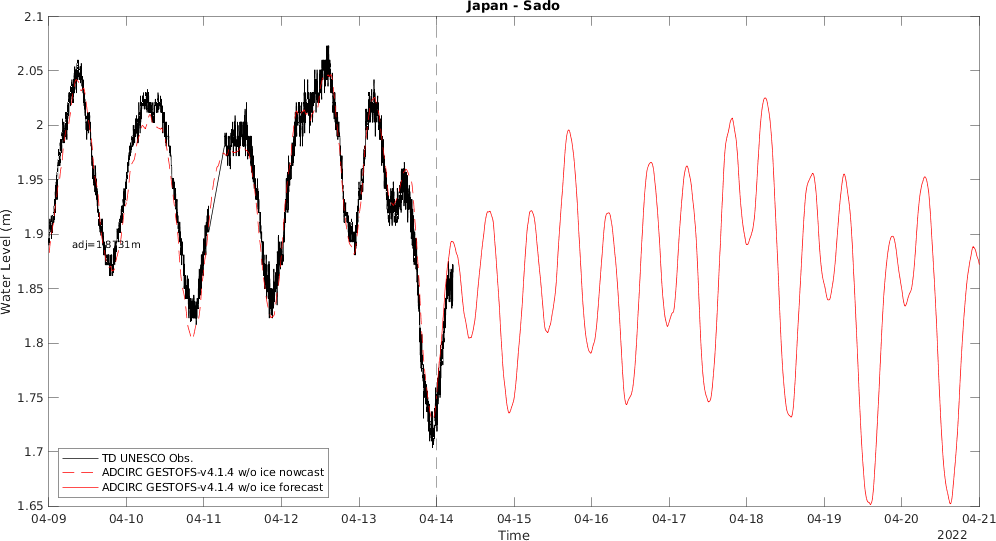 Japan - Sado
2.1
2.05
2
1.95
1.9
1.85
1.8
1.75
1.7
1.65
Water Level (m)
adj=1.8131m
TD UNESCO Obs.
ADCIRC GESTOFS-v4.1.4 w/o ice nowcast
ADCIRC GESTOFS-v4.1.4 w/o ice forecast
04-09 04-10 04-11 04-12 04-13 04-14 04-15 04-16 04-17 04-18 04-19 04-20 04-21
Time
2022